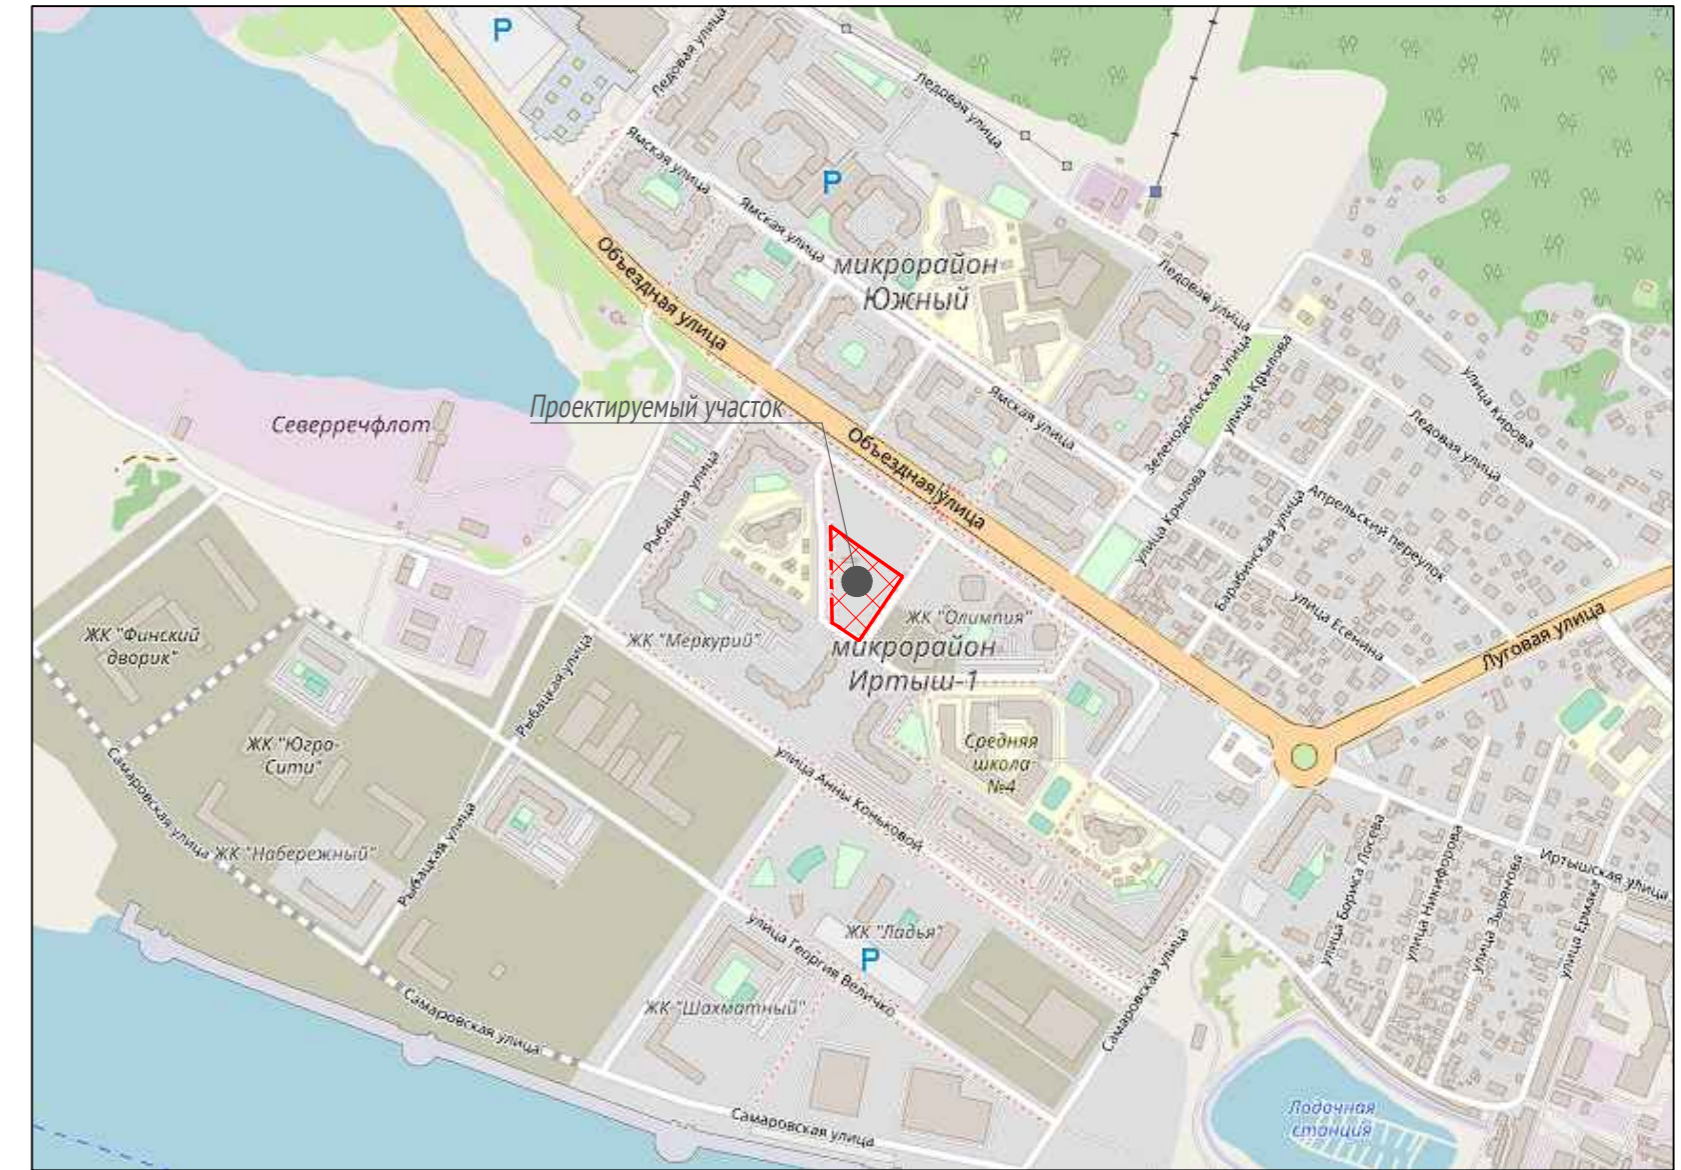 P
Ледовая улица
Ледовая улица
Ямская улица
P
Ямская улица
Объездная улица
микрорайон
Южный
Ледовая улица
Зеленодольская улица
улица Крылова
улица Кирова
Ледовая улица
Проектируемый участок
Северречфлот
Ямская улица
Объездная улица
Рыбацкая улица
улица Крылова
Апрельский переулок
Барабинская улица
улица Есенина
Луговая улица
ЖК "Финский
дворик"
Рыбацкая улица
ЖК "Меркурий"
ЖК "Олимпия"
микрорайон
Иртыш-1
ЖК "Югра-
Сити"
Самаровская улица
улица Анны Коньковой
Средняя
школа
№4
ЖК "Набережный"
Рыбацкая улица
улица Бориса Лосева
улица Никифорова
улица Зырянова
улица Ермака
Иртышская улица
улица Георгия Величко
ЖК "Ладья"
P
ЖК "Шахматный"
Самаровская улица
Самаровская улица
Самаровская улица
Лодочная
станция